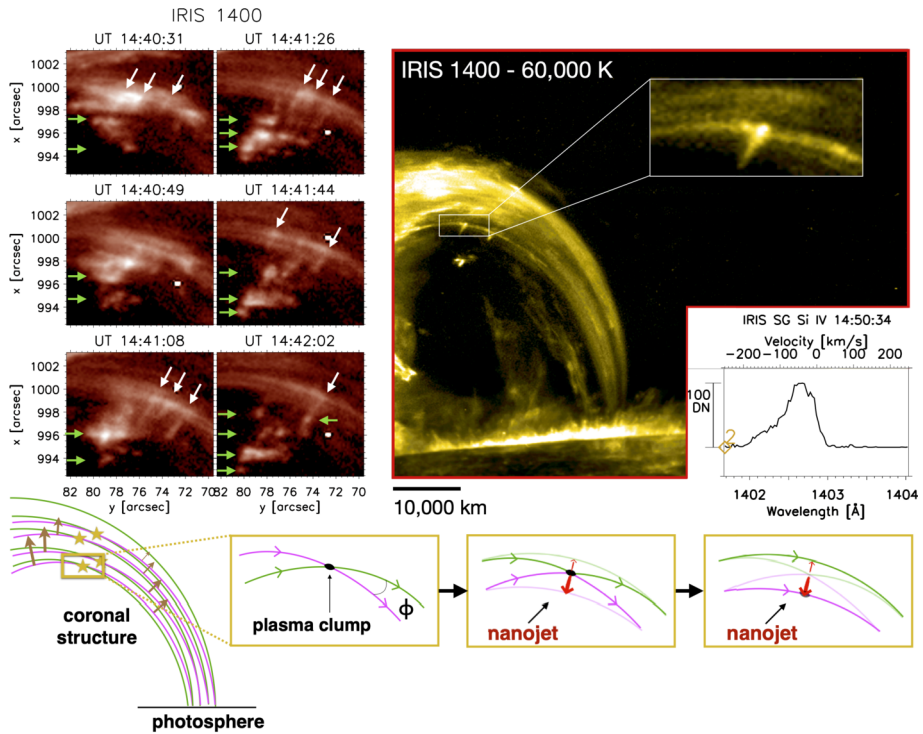 IRIS 1400
UT 14:40:31
UT 14:41:26
1002
1000
998
996
994
x [arcsec]
UT 14:40:49
UT 14:41:44
1002
1000
998
996
994
x [arcsec]
UT 14:41:08
UT 14:42:02
1002
1000
998
996
994
x [arcsec]
82 80 78 76 74 72 70
82 80 78 76 74 72 70
y [arcsec]
y [arcsec]
IRIS 1400 - 60,000 K
10,000 km
IRIS SG Si IV 14:50:34
Velocity [km/s]
-200 -100 0 100 200
100
DN
2
1402 1403 1404
Wavelength [Å]
coronal
structure
photosphere
plasma clump
ϕ
nanojet
nanojet